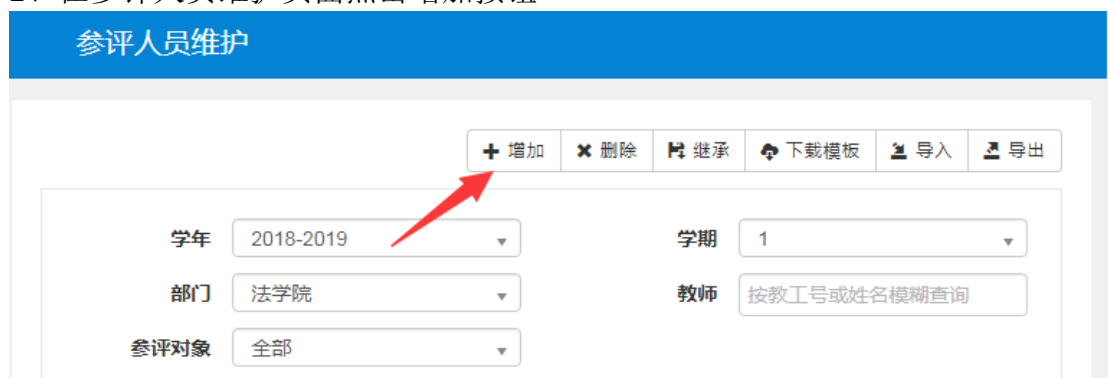 参评人员维护
增加 删除 继承 下载模板 导入 导出
学年 2018-2019 学期 1
部门 法学院 教师 按教工号或姓名模糊查询
参评对象 全部